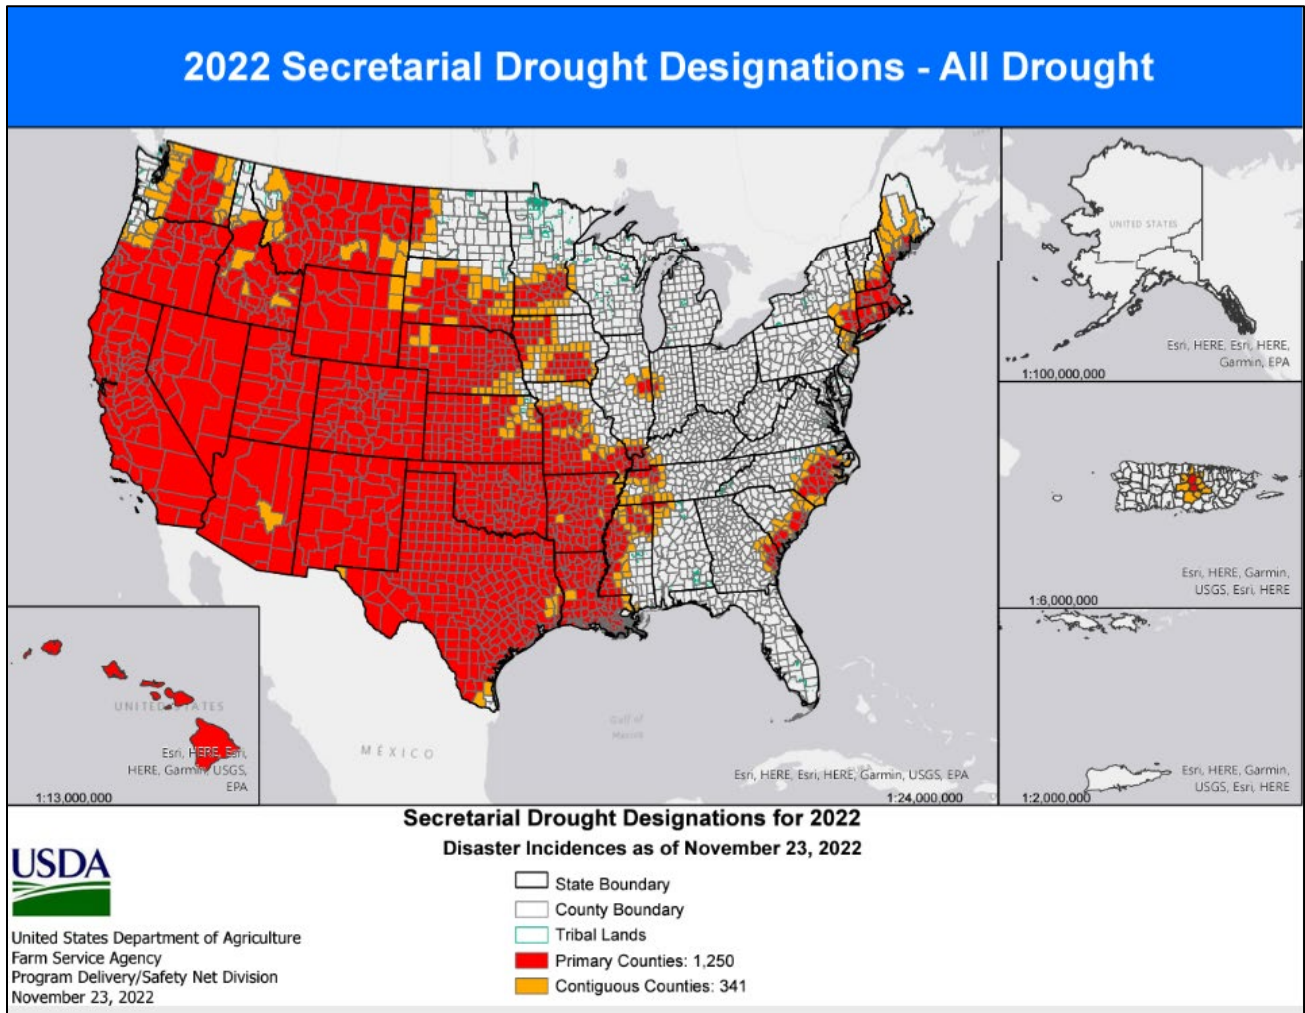 2022 Secretarial Drought Designations - All Drought
UNITED STATES
Esri, HERE, Esri, HERE,
Garmin, EPA
1:100,000,000
Esri, HERE, Garmin,
USGS, Esri, HERE
1:6,000,000
Esri, HERE, Garmin,
USGS, Esri, HERE
1:2,000,000
UNITED STATES
Esri, HERE, Esri,
HERE, Garmin, USGS,
EPA
1:13,000,000
MÉXICO
Gulf of
Mexico
Esri, HERE, Esri, HERE, Garmin, USGS, EPA
1:24,000,000
Secretarial Drought Designations for 2022
Disaster Incidences as of November 23, 2022
State Boundary
County Boundary
Tribal Lands
Primary Counties: 1,250
Contiguous Counties: 341
USDA
United States Department of Agriculture
Farm Service Agency
Program Delivery/Safety Net Division
November 23, 2022